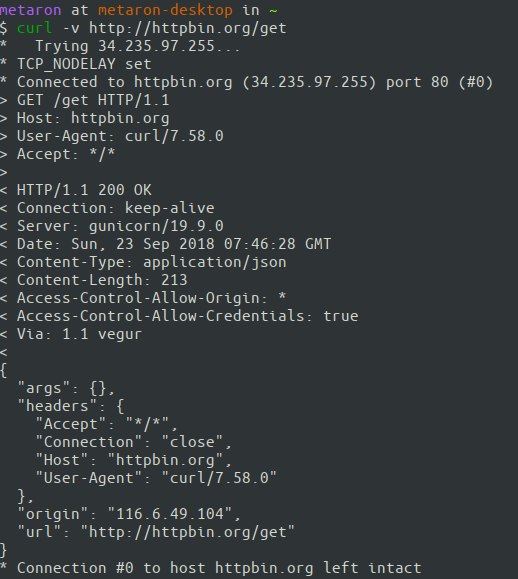 metaron at metaron-desktop in ~
$ curl -v http://httpbin.org/get
*   Trying 34.235.97.255...
* TCP_NODELAY set
* Connected to httpbin.org (34.235.97.255) port 80 (#0)
> GET /get HTTP/1.1
> Host: httpbin.org
> User-Agent: curl/7.58.0
> Accept: */*
>
< HTTP/1.1 200 OK
< Connection: keep-alive
< Server: gunicorn/19.9.0
< Date: Sun, 23 Sep 2018 07:46:28 GMT
< Content-Type: application/json
< Content-Length: 213
< Access-Control-Allow-Origin: *
< Access-Control-Allow-Credentials: true
< Via: 1.1 vegur
<
{
  "args": {},
  "headers": {
    "Accept": "*/*",
    "Connection": "close",
    "Host": "httpbin.org",
    "User-Agent": "curl/7.58.0"
  },
  "origin": "116.6.49.104",
  "url": "http://httpbin.org/get"
}
* Connection #0 to host httpbin.org left intact